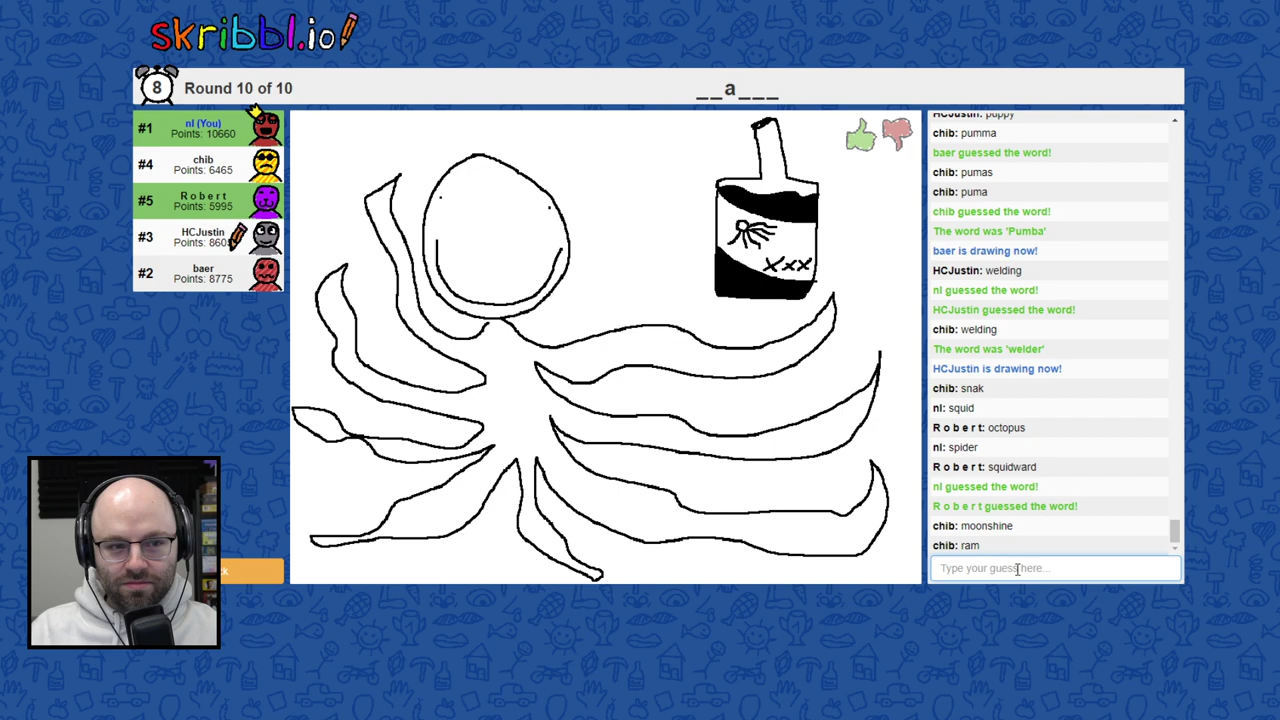 skribbl.io
8
Round 10 of 10
__a___
#1
nl (You)
Points: 10660
#4
chib
Points: 6465
#5
R o b e r t
Points: 5995
#3
HCJustin
Points: 860
#2
baer
Points: 8775
XXX
HCJustin: puppy
chib: pumma
baer guessed the word!
chib: pumas
chib: puma
chib guessed the word!
The word was 'Pumba'
baer is drawing now!
HCJustin: welding
nl guessed the word!
HCJustin guessed the word!
chib: welding
The word was 'welder'
HCJustin is drawing now!
chib: snak
nl: squid
R o b e r t: octopus
nl: spider
R o b e r t: squidward
nl guessed the word!
R o b e r t guessed the word!
chib: moonshine
chib: ram
Type your guess here...